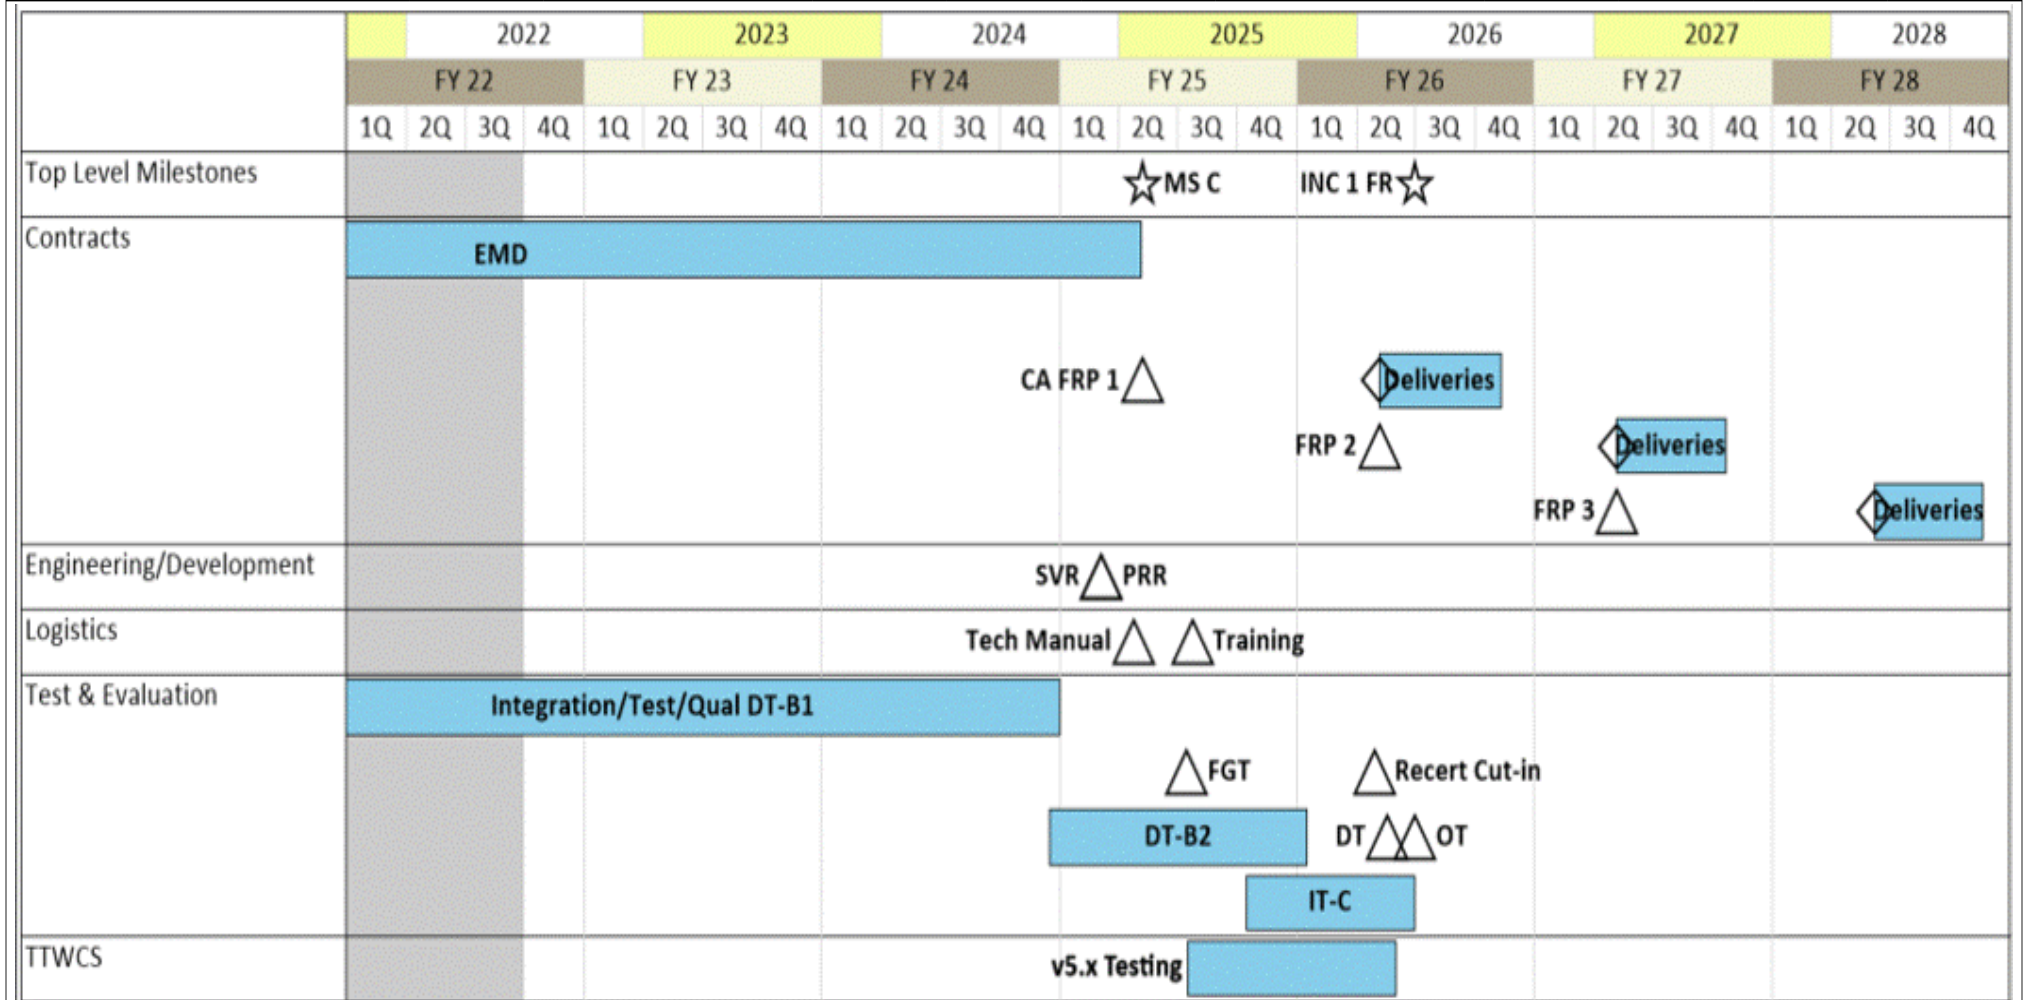 2022 2023 2024 2025 2026 2027 2028
FY 22 FY 23 FY 24 FY 25 FY 26 FY 27 FY 28
1Q 2Q 3Q 4Q 1Q 2Q 3Q 4Q 1Q 2Q 3Q 4Q 1Q 2Q 3Q 4Q 1Q 2Q 3Q 4Q 1Q 2Q 3Q 4Q 1Q 2Q 3Q 4Q
Top Level Milestones MS C INC 1 FR
Contracts
EMD
CA FRP 1 Deliveries
FRP 2 Deliveries
FRP 3 Deliveries
Engineering/Development SVR PRR
Logistics Tech Manual Training
Test & Evaluation Integration/Test/Qual DT-B1
FGT Recert Cut-in
DT-B2 DT OT
IT-C
TTWCS v5.x Testing